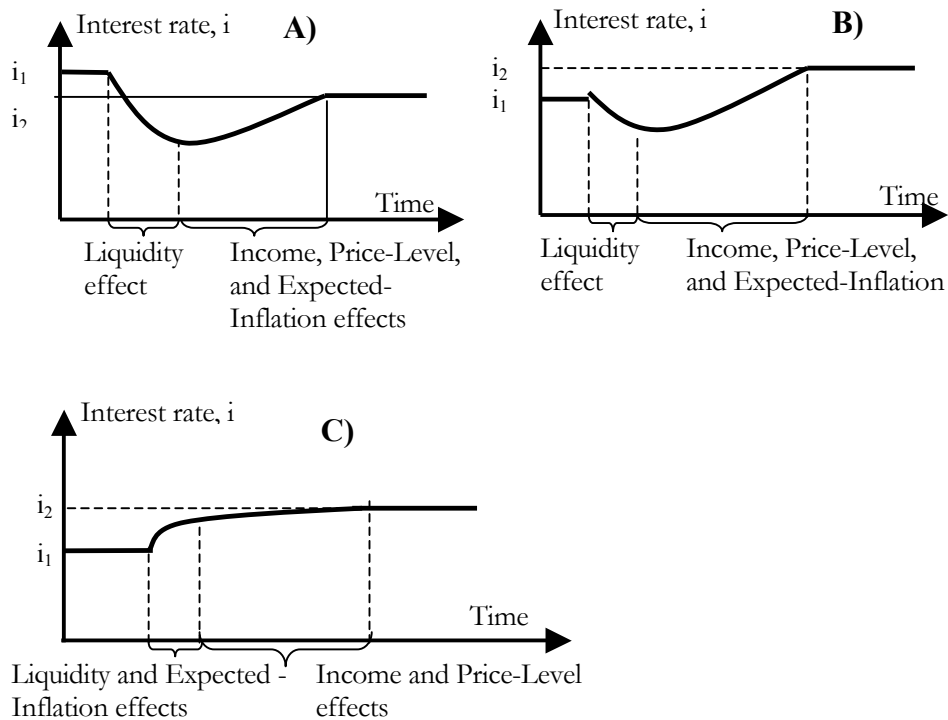 Interest rate, i
A)
i1
i2
Time
Liquidity
effect
Income, Price-Level,
and Expected-
Inflation effects
Interest rate, i
B)
i2
i1
Time
Liquidity
effect
Income, Price-Level,
and Expected-Inflation
Interest rate, i
C)
i2
i1
Time
Liquidity and Expected -
Inflation effects
Income and Price-Level
effects